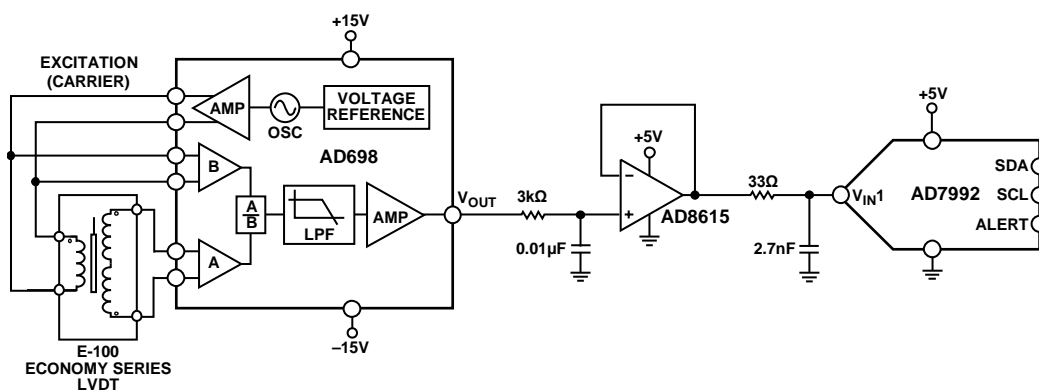 +15V
EXCITATION
(CARRIER)
AMP
OSC
VOLTAGE
REFERENCE
AD698
B
A
B
A
LPF
AMP
VOUT
–15V
E-100
ECONOMY SERIES
LVDT
3kΩ
0.01µF
+5V
–
+
AD8615
33Ω
2.7nF
+5V
VIN1
AD7992
SDA
SCL
ALERT